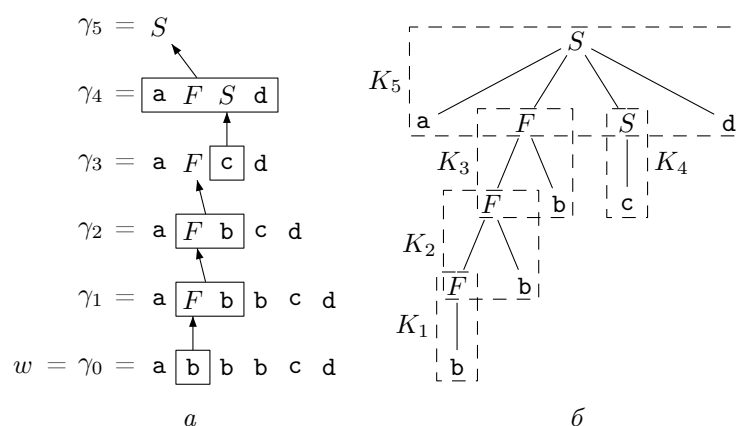 γ₅ = S
γ₄ = a F S d
γ₃ = a F c d
γ₂ = a F b c d
γ₁ = a F b b c d
w = γ₀ = a b b b c d
а
S
K₅
a F S d
K₃ K₄
F b c
K₂
F b
K₁
b
б